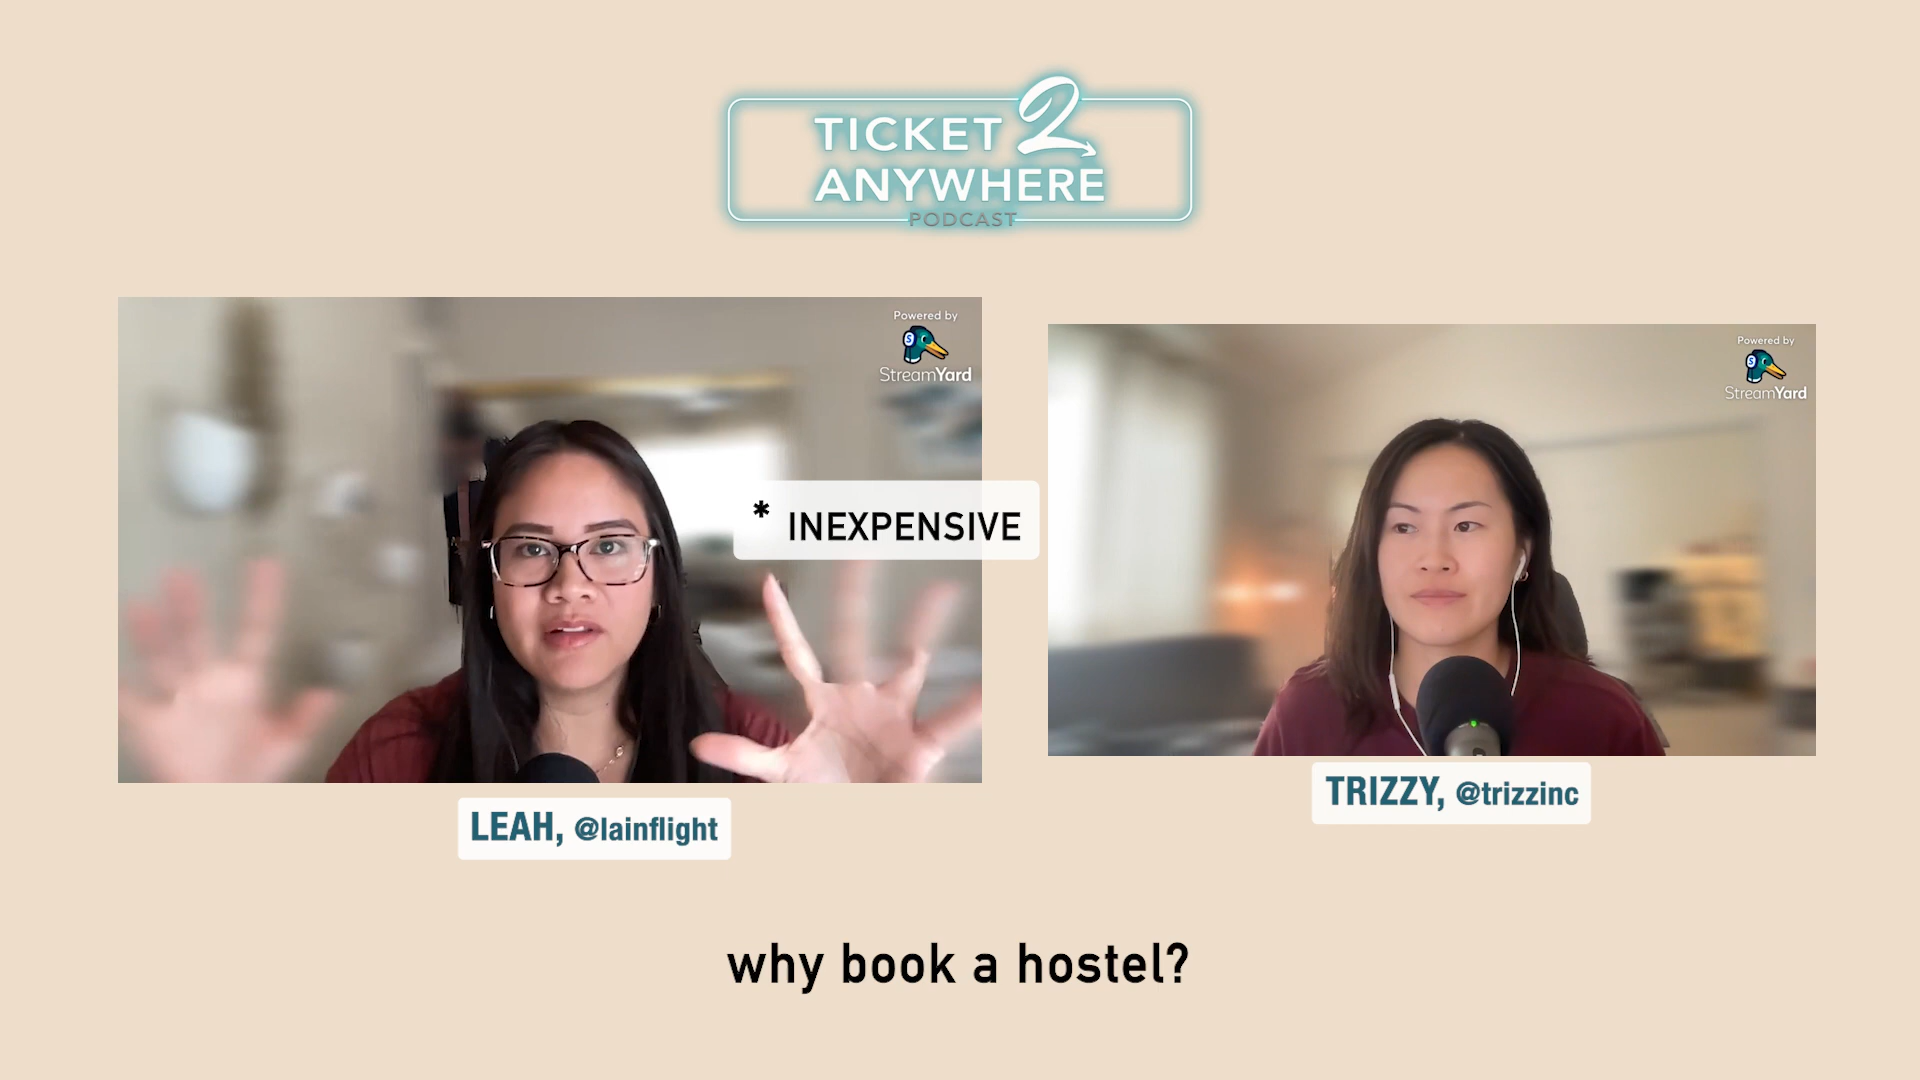 TICKET 2
ANYWHERE
PODCAST
Powered by
StreamYard
Powered by
StreamYard
* INEXPENSIVE
LEAH, @lainflight
TRIZZY, @trizzinc
why book a hostel?